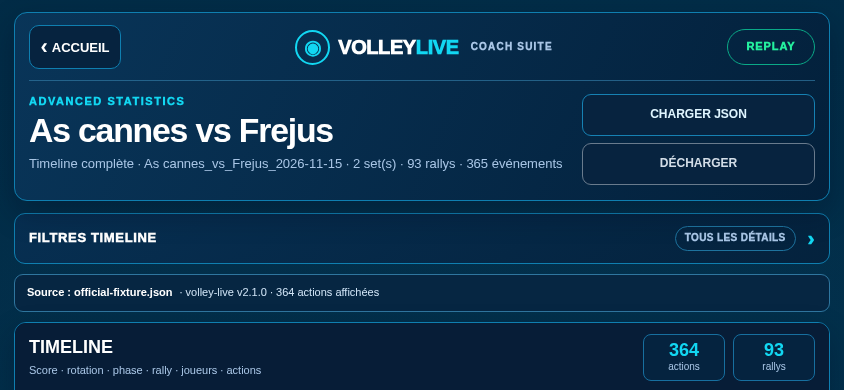 ‹ ACCUEIL
VOLLEYLIVE COACH SUITE
REPLAY
ADVANCED STATISTICS
As cannes vs Frejus
Timeline complète · As cannes_vs_Frejus_2026-11-15 · 2 set(s) · 93 rallys · 365 événements
CHARGER JSON
DÉCHARGER
FILTRES TIMELINE
TOUS LES DÉTAILS ›
Source : official-fixture.json · volley-live v2.1.0 · 364 actions affichées
TIMELINE
Score · rotation · phase · rally · joueurs · actions
364
actions
93
rallys